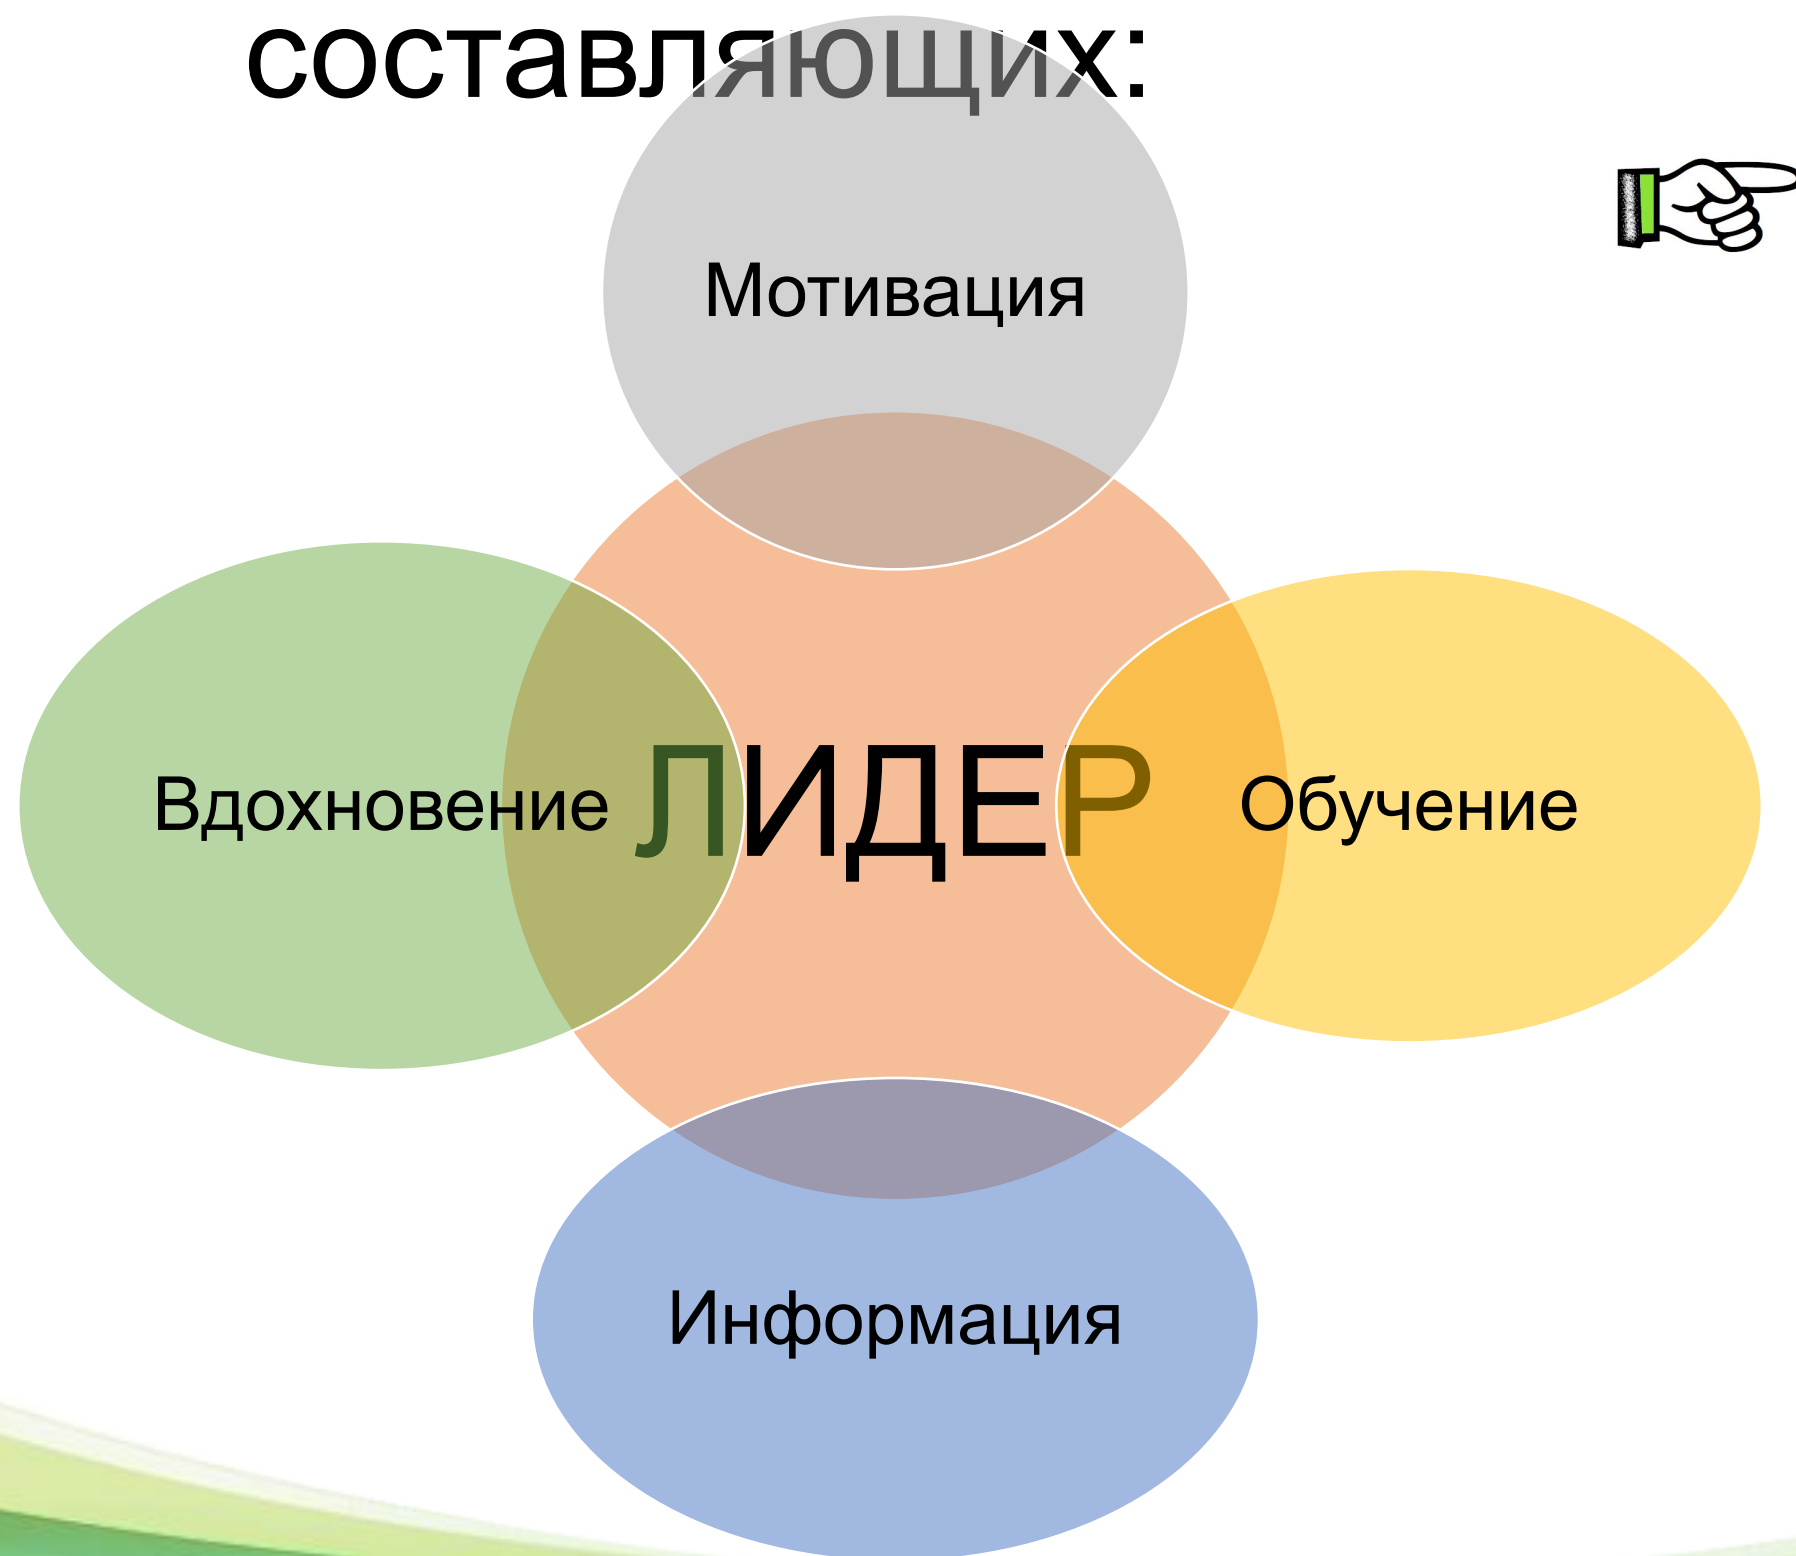 составляющих:
Мотивация
Вдохновение
ЛИДЕР
Обучение
Информация